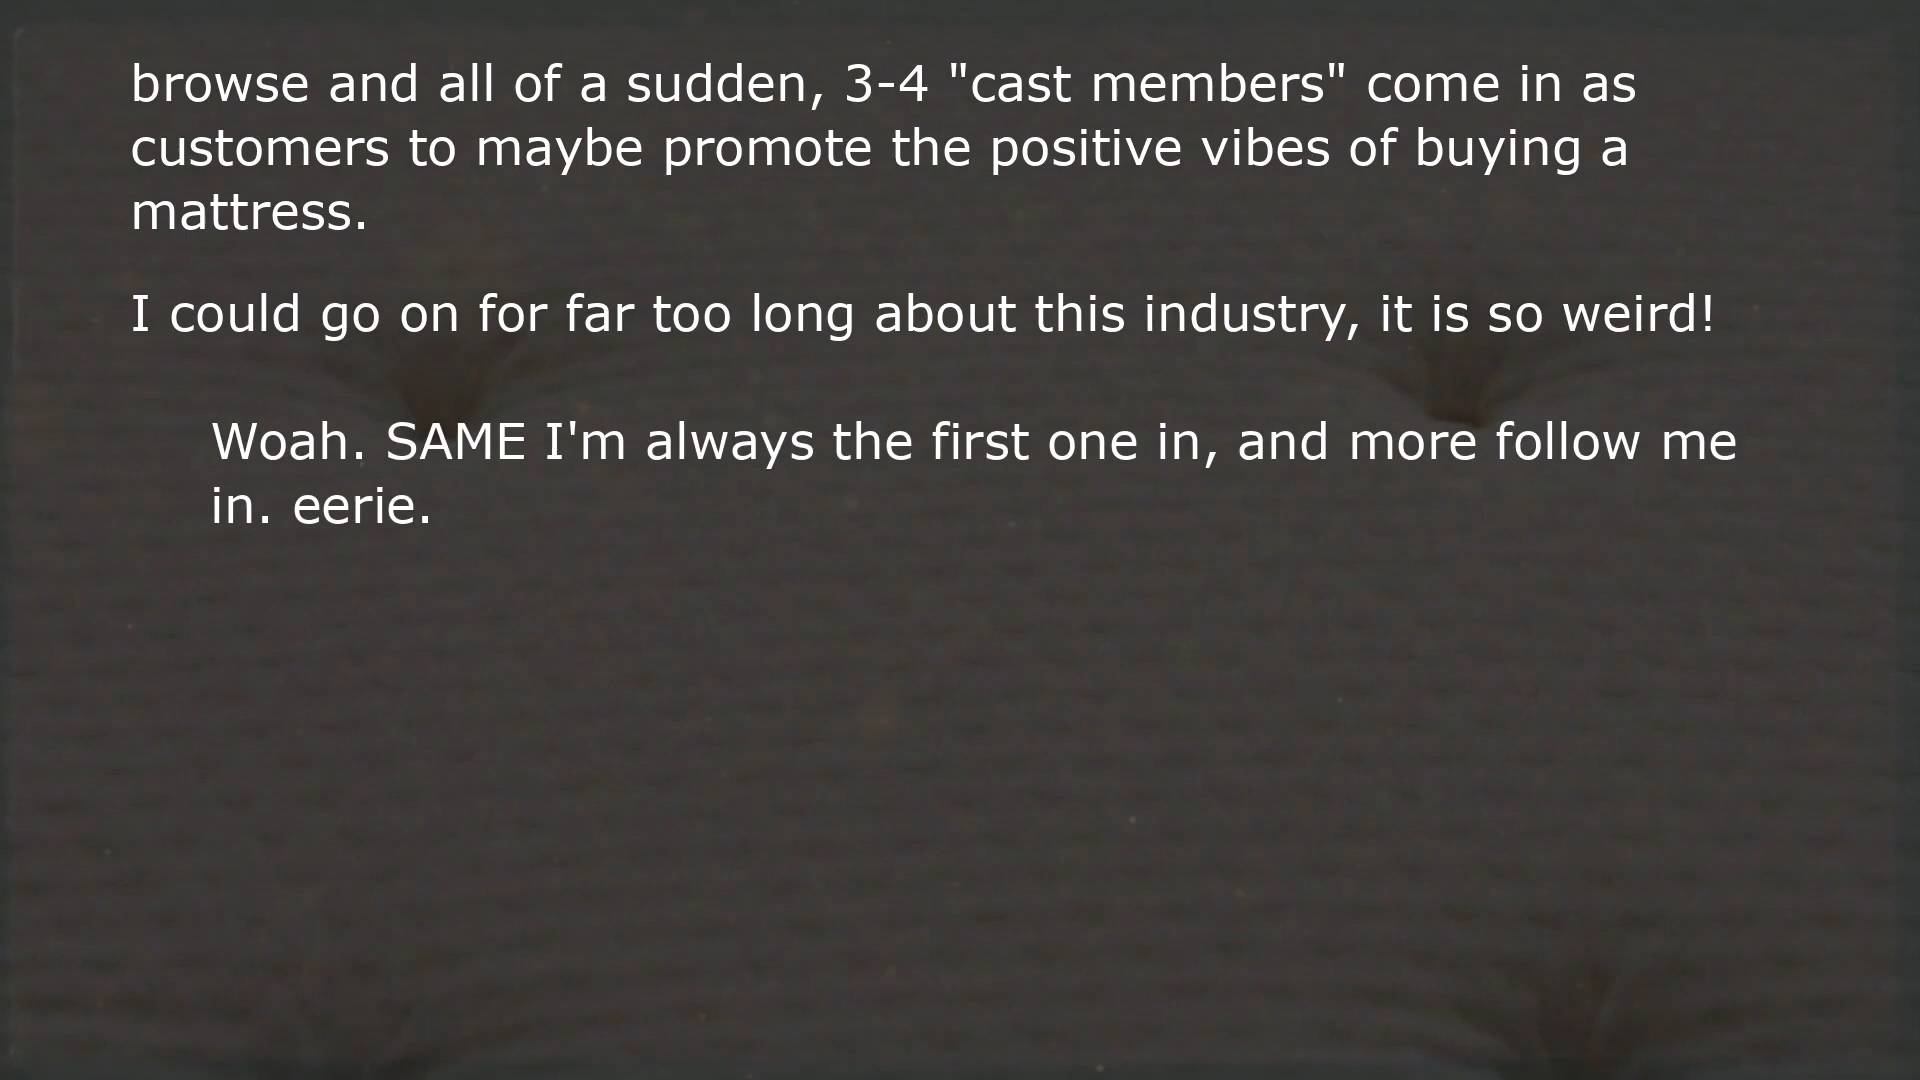 browse and all of a sudden, 3-4 "cast members" come in as
customers to maybe promote the positive vibes of buying a
mattress.
I could go on for far too long about this industry, it is so weird!
Woah. SAME I'm always the first one in, and more follow me
in. eerie.